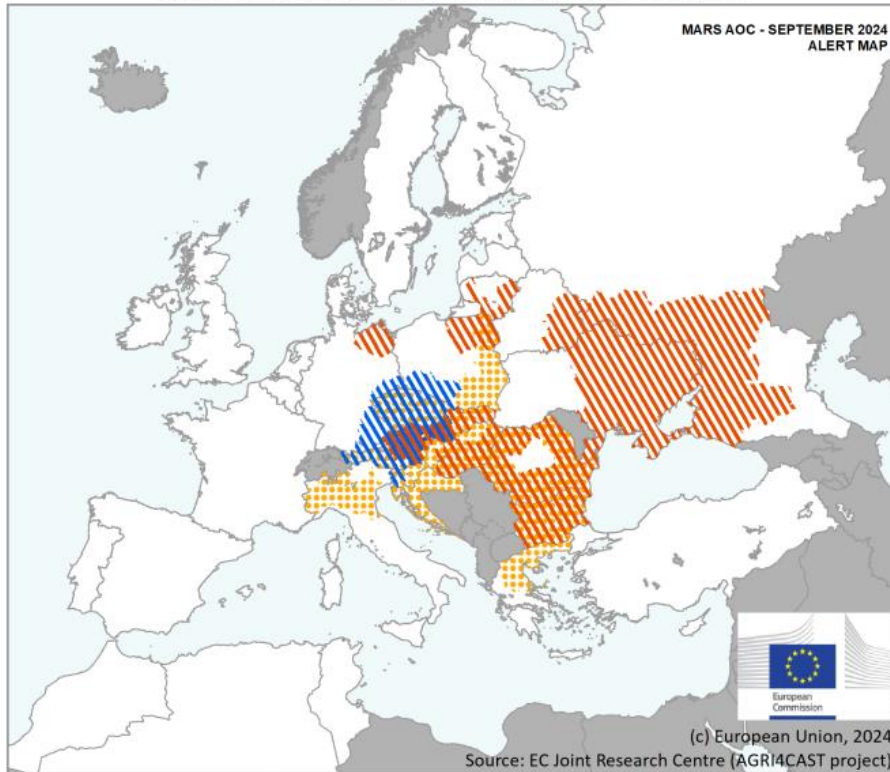 MARS AOC - SEPTEMBER 2024
ALERT MAP
European
Commission
(c) European Union, 2024
Source: EC Joint Research Centre (AGRI4CAST project)